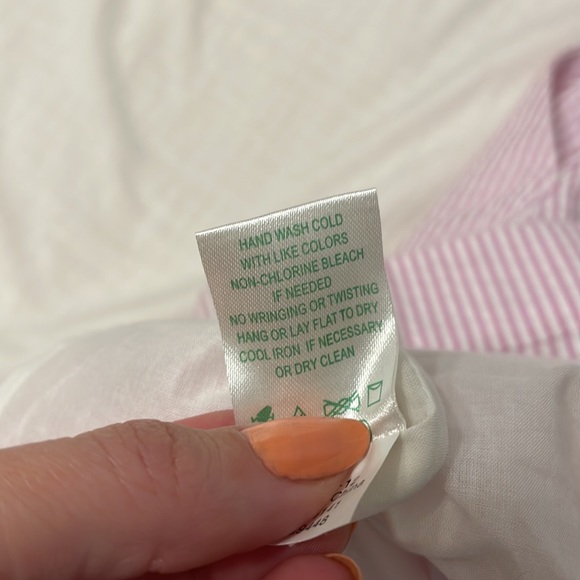 HAND WASH COLD
WITH LIKE COLORS
NON-CHLORINE BLEACH
IF NEEDED
NO WRINGING OR TWISTING
HANG OR LAY FLAT TO DRY
COOL IRON IF NECESSARY
OR DRY CLEAN